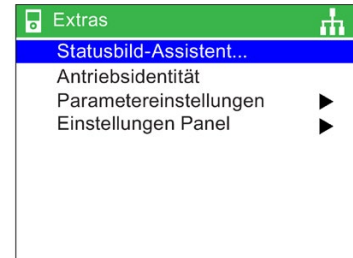 Extras
Statusbild-Assistent...
Antriebsidentität
Parametereinstellungen
Einstellungen Panel